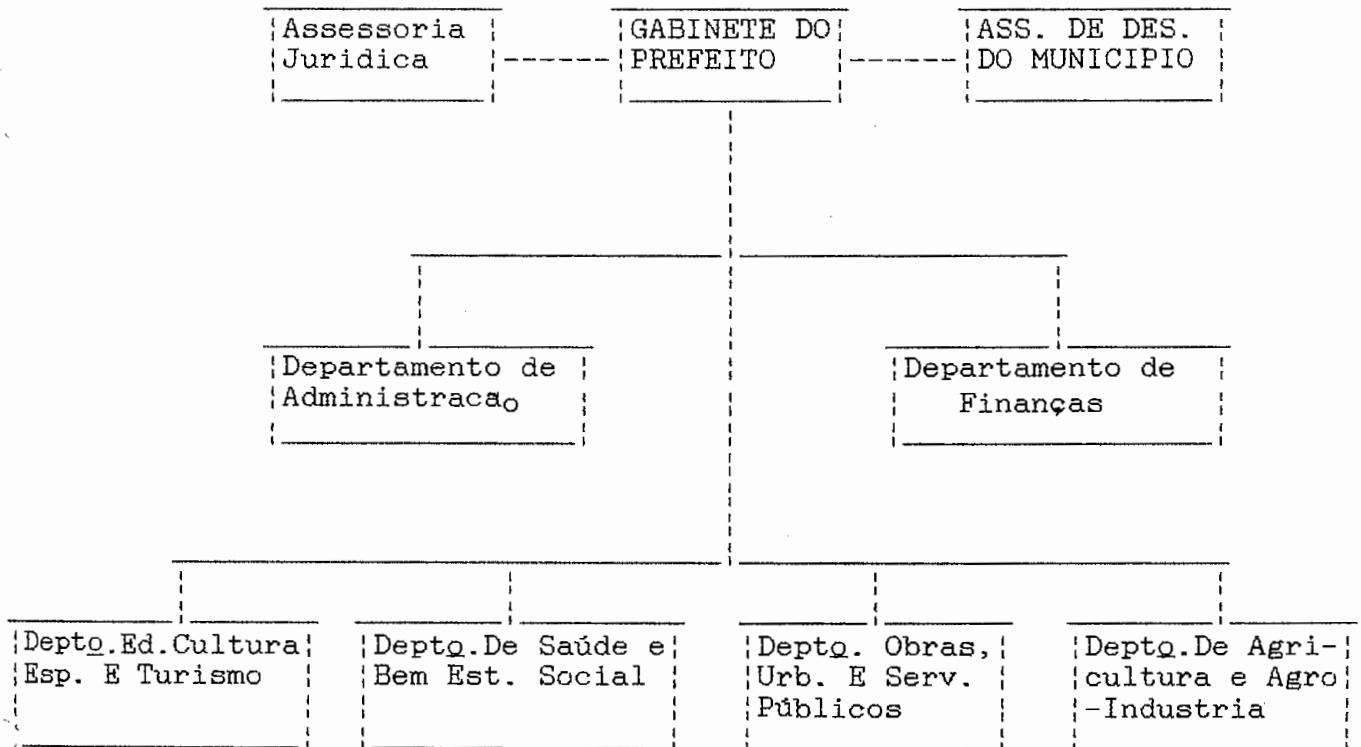 Assessoria
Juridica
GABINETE DO
PREFEITO
ASS. DE DES.
DO MUNICIPIO
Departamento de
Administracao
Departamento de
Finanças
Depto.Ed.Cultura
Esp. E Turismo
Depto.De Saúde e
Bem Est. Social
Depto. Obras,
Urb. E Serv.
Públicos
Depto.De Agri-
cultura e Agro
-Industria